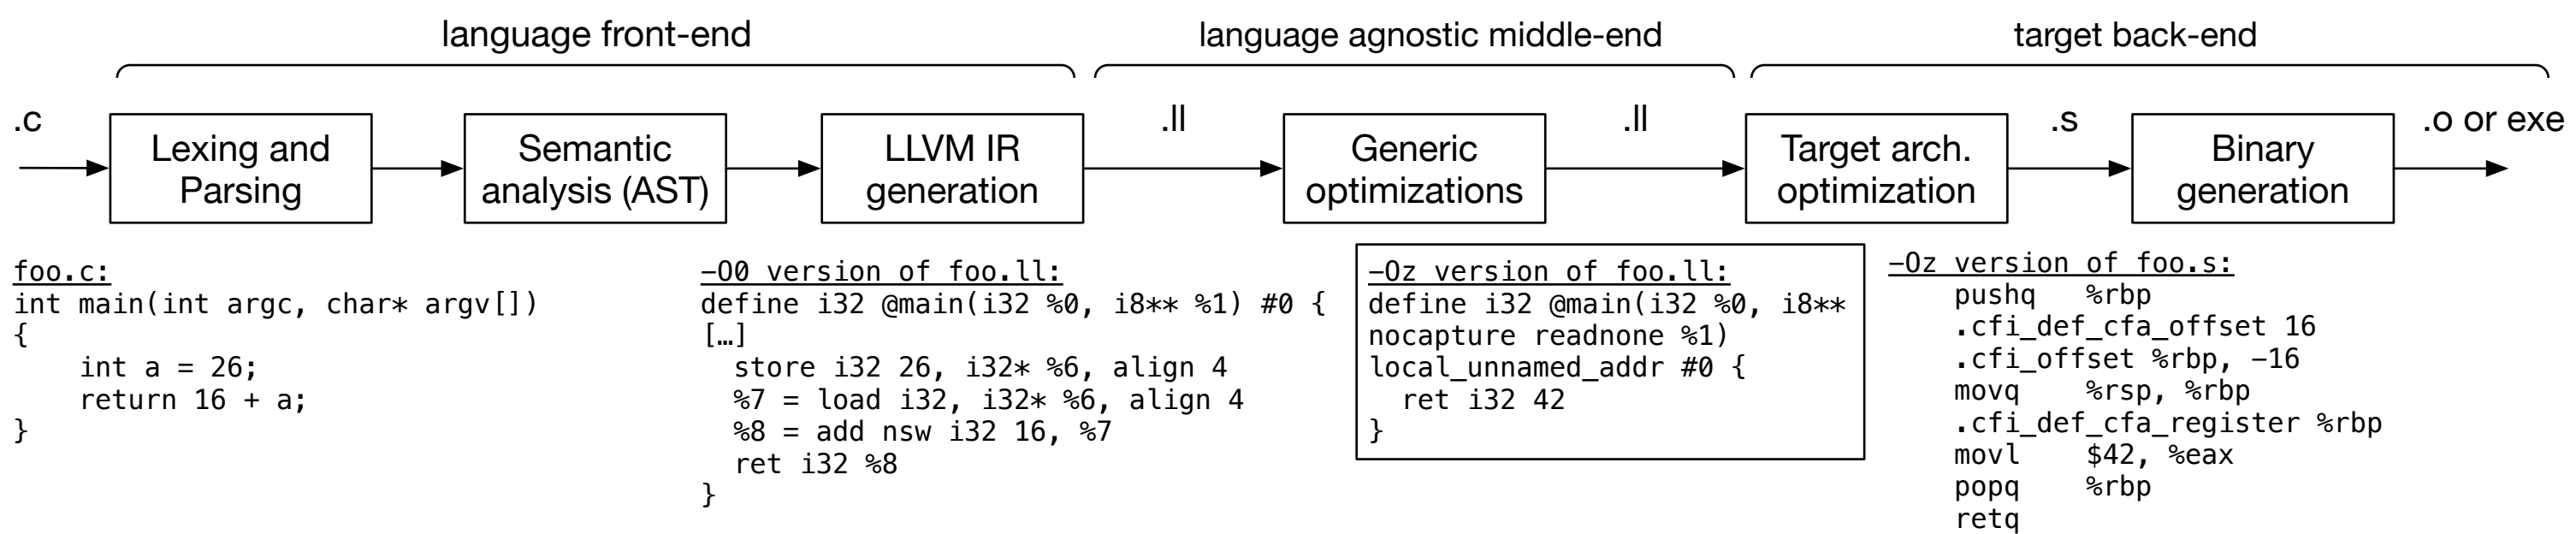 language front-end
language agnostic middle-end
target back-end
.c
.ll
.ll
.s
.o or exe
Lexing and
Parsing
Semantic
analysis (AST)
LLVM IR
generation
Generic
optimizations
Target arch.
optimization
Binary
generation
foo.c:
int main(int argc, char* argv[])
{
    int a = 26;
    return 16 + a;
}
-O0 version of foo.ll:
define i32 @main(i32 %0, i8** %1) #0 {
[…]
  store i32 26, i32* %6, align 4
  %7 = load i32, i32* %6, align 4
  %8 = add nsw i32 16, %7
  ret i32 %8
}
-Oz version of foo.ll:
define i32 @main(i32 %0, i8**
nocapture readnone %1)
local_unnamed_addr #0 {
  ret i32 42
}
-Oz version of foo.s:
    pushq   %rbp
    .cfi_def_cfa_offset 16
    .cfi_offset %rbp, -16
    movq    %rsp, %rbp
    .cfi_def_cfa_register %rbp
    movl    $42, %eax
    popq    %rbp
    retq